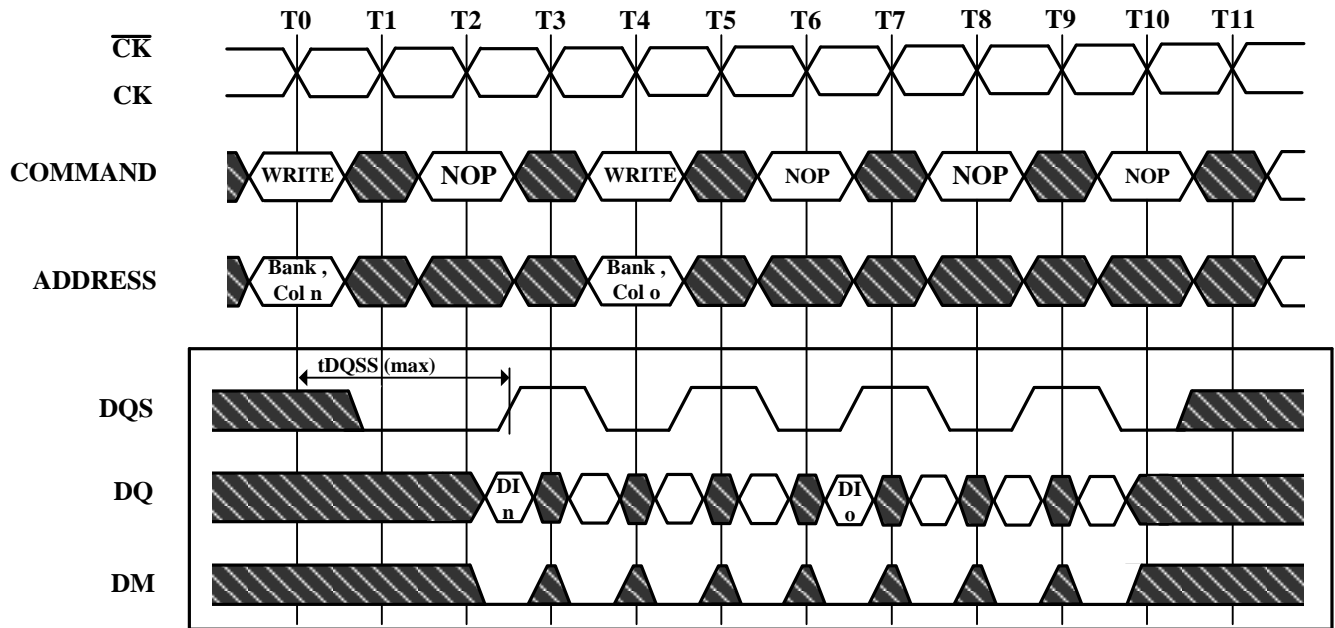 T0 T1 T2 T3 T4 T5 T6 T7 T8 T9 T10 T11
CK
CK
COMMAND WRITE NOP WRITE NOP NOP NOP
ADDRESS
Bank , Bank ,
Col n Col o
tDQSS (max)
DQS
DQ
DI DI
n o
DM